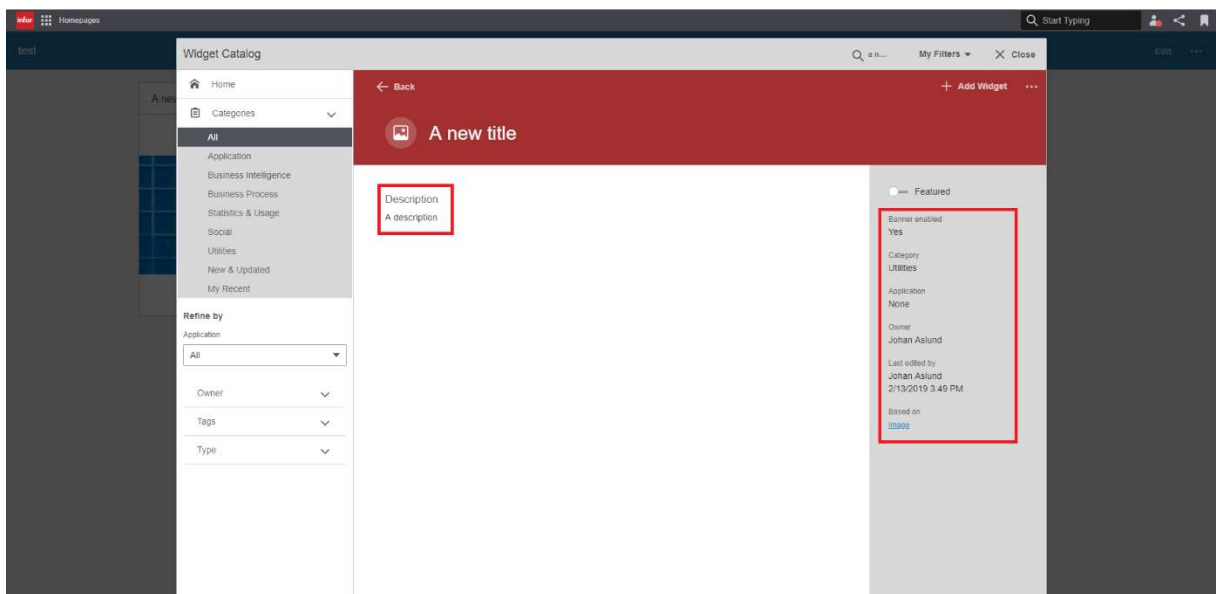 infor
Homepages
Start Typing
test
Edit
Widget Catalog
a n...
My Filters
Close
A new
Home
Categories
All
Application
Business Intelligence
Business Process
Statistics & Usage
Social
Utilities
New & Updated
My Recent
Refine by
Application
All
Owner
Tags
Type
Back
Add Widget
A new title
Description
A description
Featured
Banner enabled
Yes
Category
Utilities
Application
None
Owner
Johan Aslund
Last edited by
Johan Aslund
2/13/2019 3:49 PM
Based on
Image